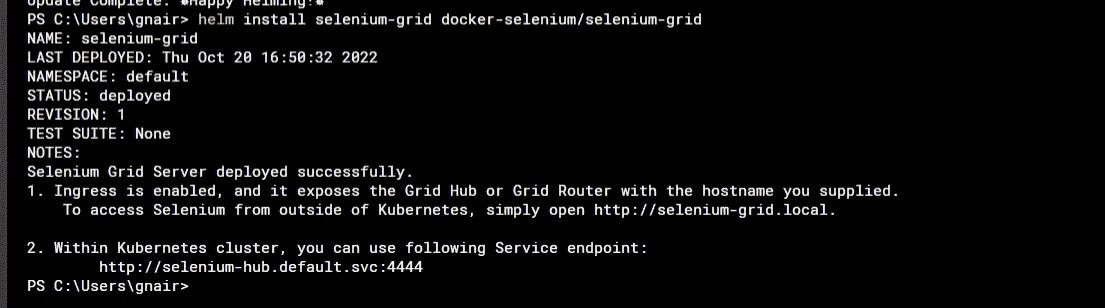 Update Complete. ⎈Happy Helming!⎈
PS C:\Users\gnair> helm install selenium-grid docker-selenium/selenium-grid
NAME: selenium-grid
LAST DEPLOYED: Thu Oct 20 16:50:32 2022
NAMESPACE: default
STATUS: deployed
REVISION: 1
TEST SUITE: None
NOTES:
Selenium Grid Server deployed successfully.
1. Ingress is enabled, and it exposes the Grid Hub or Grid Router with the hostname you supplied.
To access Selenium from outside of Kubernetes, simply open http://selenium-grid.local.
2. Within Kubernetes cluster, you can use following Service endpoint:
http://selenium-hub.default.svc:4444
PS C:\Users\gnair>